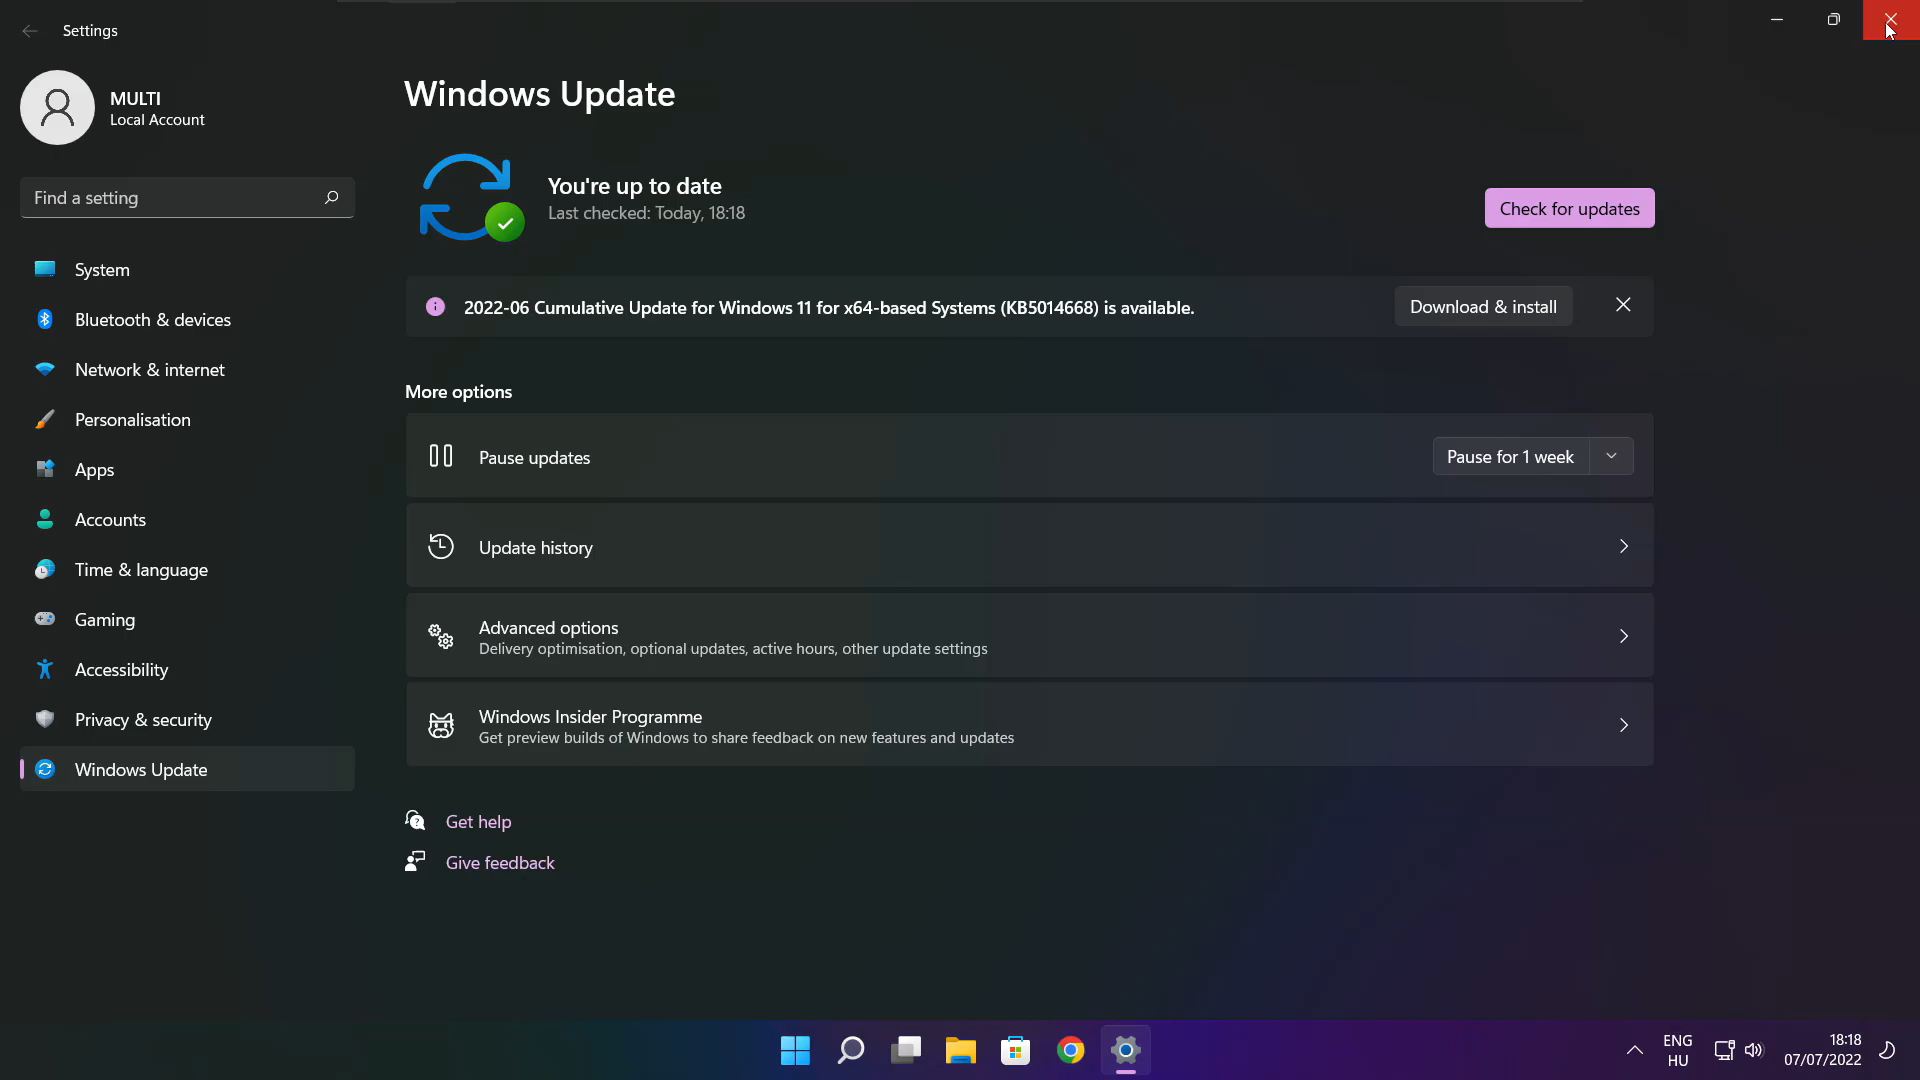 Settings
MULTI
Local Account
Find a setting
System
Bluetooth & devices
Network & internet
Personalisation
Apps
Accounts
Time & language
Gaming
Accessibility
Privacy & security
Windows Update
Windows Update
You're up to date
Last checked: Today, 18:18
Check for updates
2022-06 Cumulative Update for Windows 11 for x64-based Systems (KB5014668) is available.
Download & install
More options
Pause updates
Pause for 1 week
Update history
Advanced options
Delivery optimisation, optional updates, active hours, other update settings
Windows Insider Programme
Get preview builds of Windows to share feedback on new features and updates
Get help
Give feedback
ENG
HU
18:18
07/07/2022